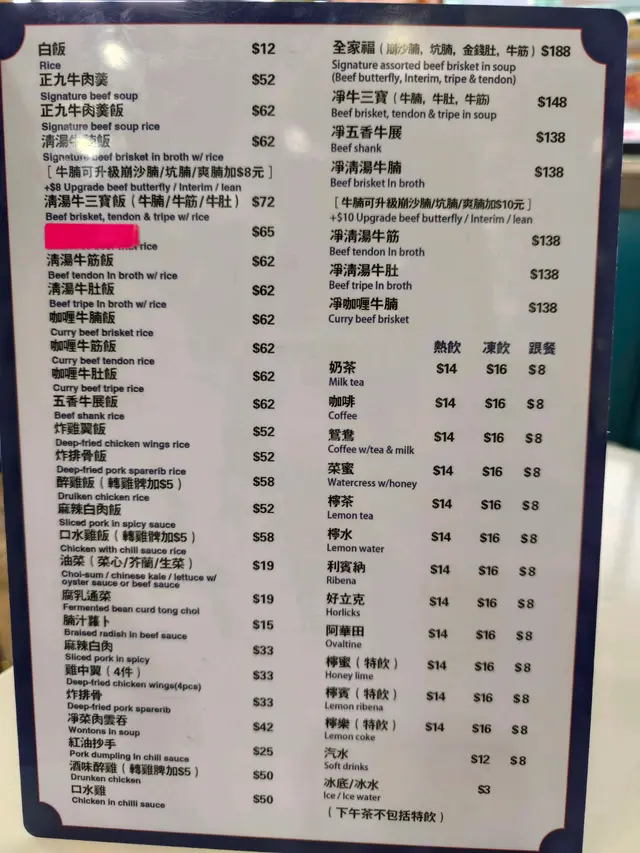 白飯 $12
Rice
正九牛肉羹 $52
Signature beef soup
正九牛肉羹飯 $62
Signature beef soup rice
清湯牛腩飯 $62
Signature beef brisket in broth w/ rice
[ 牛腩可升級崩沙腩/坑腩/爽腩加$8元 ]
+$8 Upgrade beef butterfly / Interim / lean
清湯牛三寶飯 ( 牛腩/牛筋/牛肚 ) $72
Beef brisket, tendon & tripe w/ rice
$65
rice
清湯牛筋飯 $62
Beef tendon In broth w/ rice
清湯牛肚飯 $62
Beef tripe In broth w/ rice
咖喱牛腩飯 $62
Curry beef brisket rice
咖喱牛筋飯 $62
Curry beef tendon rice
咖喱牛肚飯 $62
Curry beef tripe rice
五香牛展飯 $62
Beef shank rice
炸雞翼飯 $52
Deep-fried chicken wings rice
炸排骨飯 $52
Deep-fried pork sparerib rice
醉雞飯 ( 轉雞髀加$5 ) $58
Druiken chicken rice
麻辣白肉飯 $52
Sliced pork in spicy sauce
口水雞飯 ( 轉雞髀加$5 ) $58
Chicken with chili sauce rice
油菜 ( 菜心/芥蘭/生菜 ) $19
Choi-sum / chinese kale / lettuce w/
oyster sauce or beef sauce
腐乳通菜 $19
Fermented bean curd tong choi
腩汁蘿卜 $15
Braised radish in beef sauce
麻辣白肉 $33
Sliced pork in spicy
雞中翼 ( 4件 ) $33
Deep-fried chicken wings(4pcs)
炸排骨 $33
Deep-fried pork sparerib
淨菜肉雲吞 $42
Wontons in soup
紅油抄手 $25
Pork dumpling in chili sauce
酒味醉雞 ( 轉雞髀加$5 ) $50
Drunken chicken
口水雞 $50
Chicken in chilli sauce
全家福 ( 崩沙腩, 坑腩, 金錢肚, 牛筋 ) $188
Signature assorted beef brisket in soup
(Beef butterfly, Interim, tripe & tendon)
淨牛三寶 ( 牛腩, 牛肚, 牛筋 ) $148
Beef brisket, tendon & tripe in soup
淨五香牛展 $138
Beef shank
淨清湯牛腩 $138
Beef brisket In broth
[ 牛腩可升級崩沙腩/坑腩/爽腩加$10元 ]
+$10 Upgrade beef butterfly / Interim / lean
淨清湯牛筋 $138
Beef tendon In broth
淨清湯牛肚 $138
Beef tripe In broth
淨咖喱牛腩 $138
Curry beef brisket
熱飲 凍飲 跟餐
奶茶 $14 $16 $8
Milk tea
咖啡 $14 $16 $8
Coffee
鴛鴦 $14 $16 $8
Coffee w/tea & milk
菜蜜 $14 $16 $8
Watercress w/honey
檸茶 $14 $16 $8
Lemon tea
檸水 $14 $16 $8
Lemon water
利賓納 $14 $16 $8
Ribena
好立克 $14 $16 $8
Horlicks
阿華田 $14 $16 $8
Ovaltine
檸蜜 ( 特飲 ) $14 $16 $8
Honey lime
檸賓 ( 特飲 ) $14 $16 $8
Lemon ribena
檸樂 ( 特飲 ) $14 $16 $8
Lemon coke
汽水 $12 $8
Soft drinks
冰底/冰水 $3
Ice / Ice water
( 下午茶不包括特飲 )